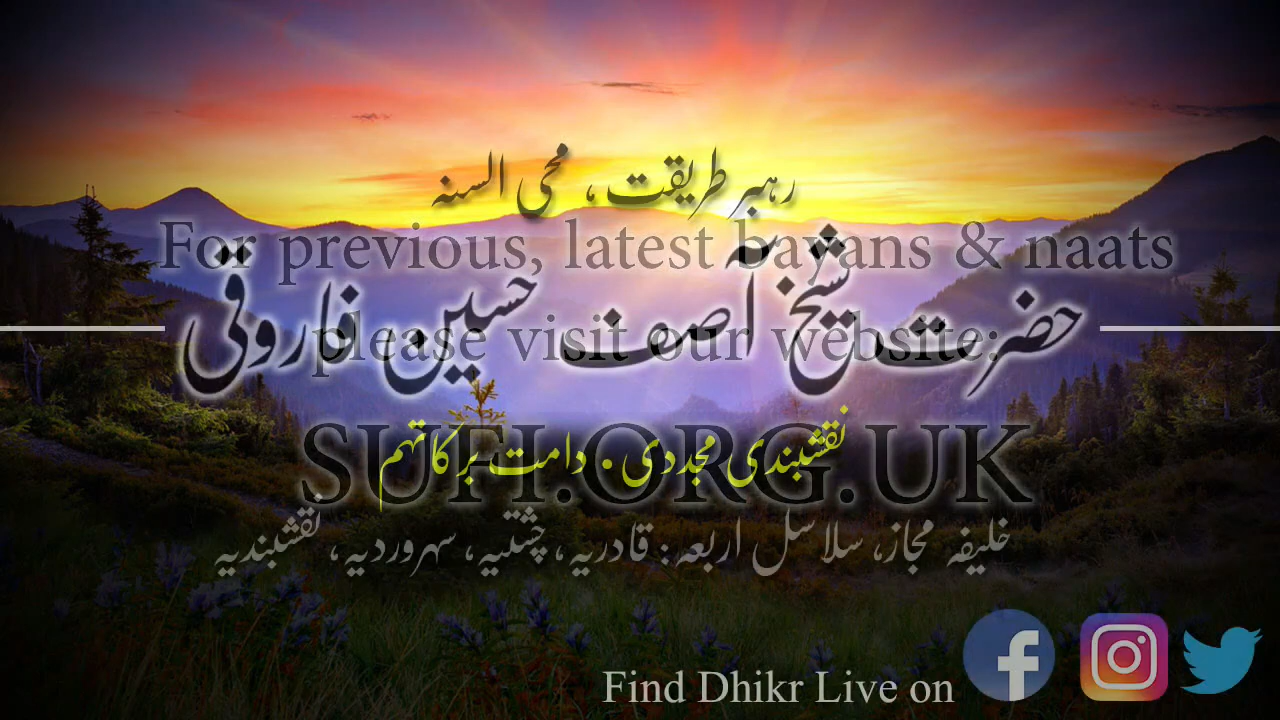 رہبر طریقت، محی السنہ
For previous, latest bayans & naats
حضرت شیخ آصف حسین فاروقی
please visit our website:
SUFI.ORG.UK
نقشبندی مجددی . دامت برکاتہم
خلیفہ مجاز، سلاسل اربعہ: قادریہ، چشتیہ، سہروردیہ، نقشبندیہ
Find Dhikr Live on